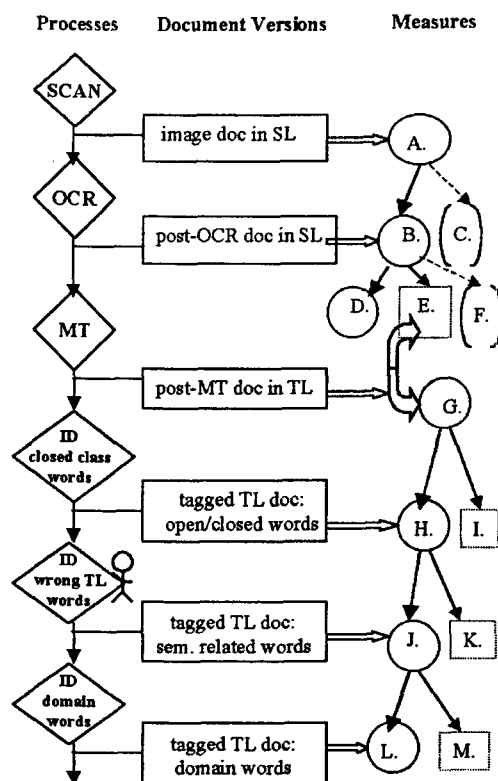 Processes Document Versions Measures
SCAN
image doc in SL
A.
OCR
C.
post-OCR doc in SL
B.
D.
E.
F.
MT
post-MT doc in TL
G.
ID
closed class
words
tagged TL doc:
open/closed words
H.
I.
ID
wrong TL
words
tagged TL doc:
sem. related words
J.
K.
ID
domain
words
tagged TL doc:
domain words
L.
M.